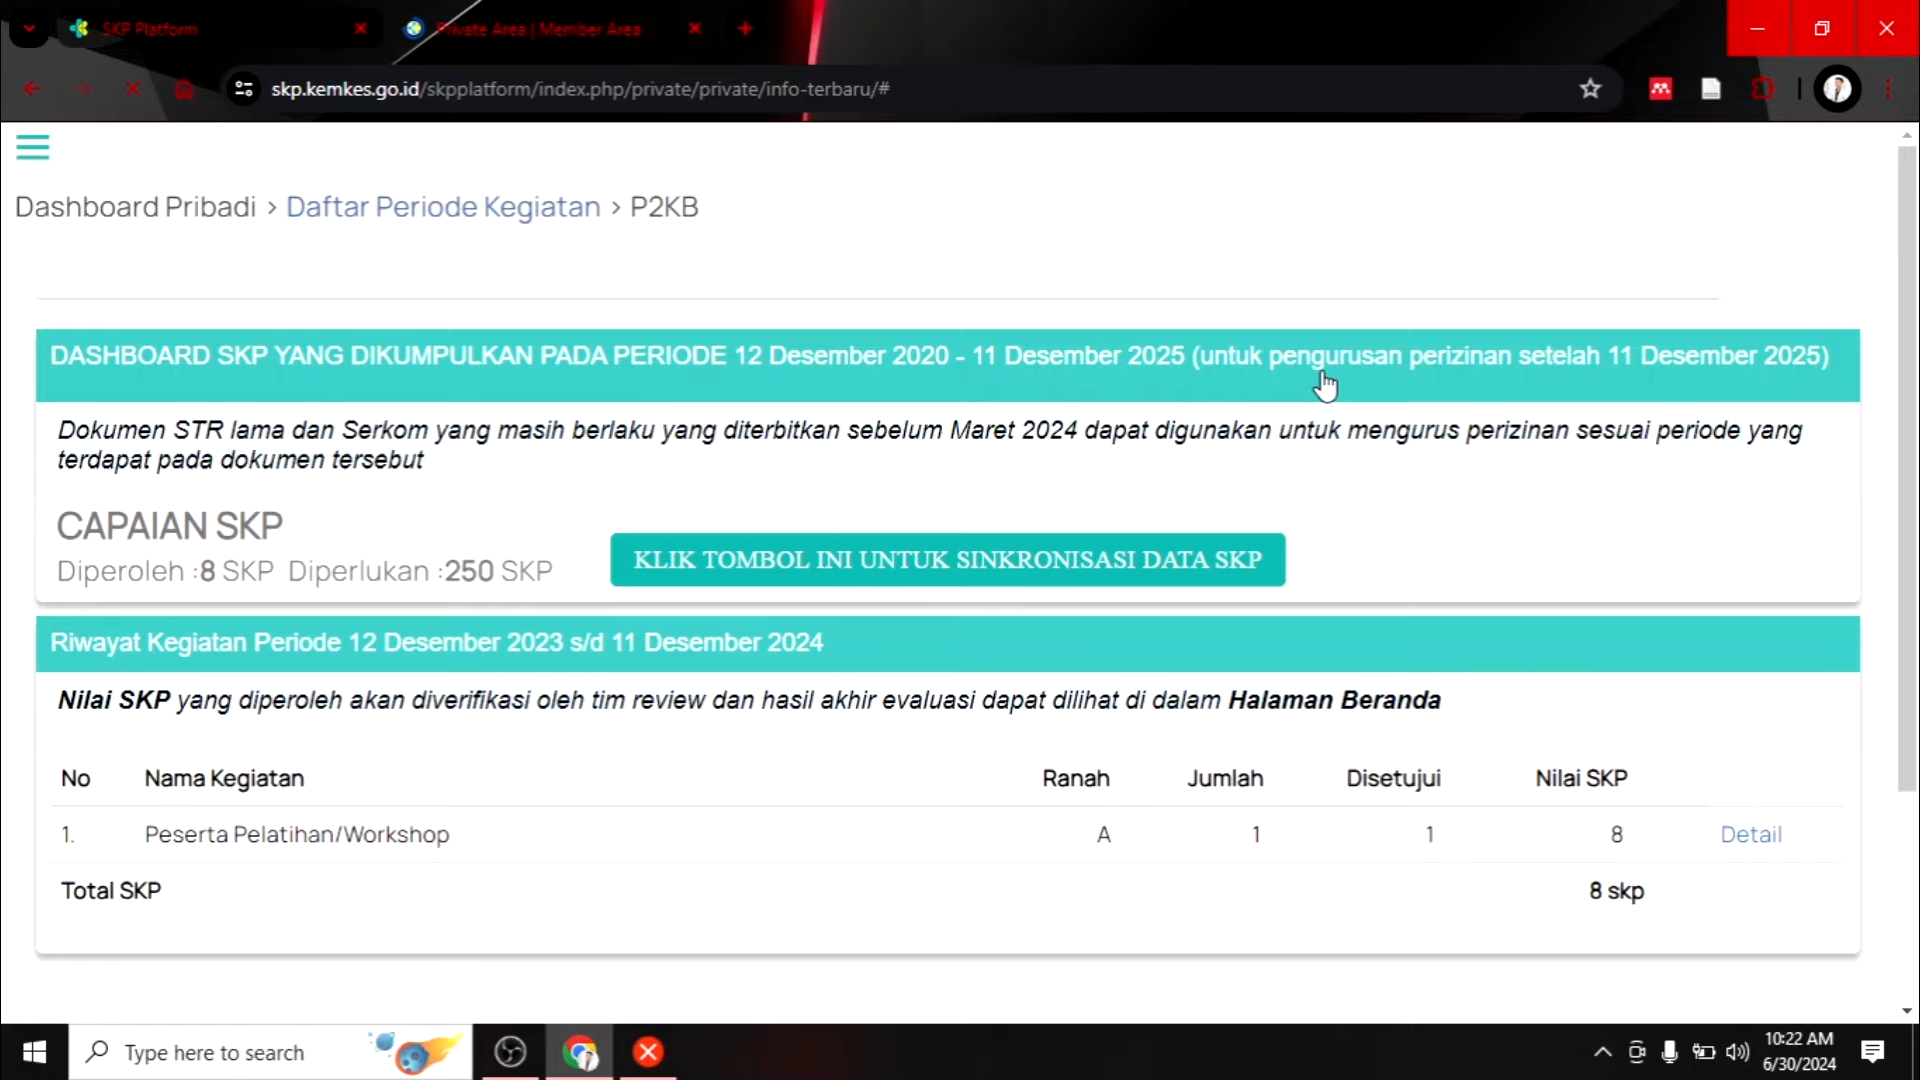 SKP Platform
Private Area | Member Area
skp.kemkes.go.id/skpplatform/index.php/private/private/info-terbaru/#
Dashboard Pribadi > Daftar Periode Kegiatan > P2KB
DASHBOARD SKP YANG DIKUMPULKAN PADA PERIODE 12 Desember 2020 - 11 Desember 2025 (untuk pengurusan perizinan setelah 11 Desember 2025)
Dokumen STR lama dan Serkom yang masih berlaku yang diterbitkan sebelum Maret 2024 dapat digunakan untuk mengurus perizinan sesuai periode yang
terdapat pada dokumen tersebut
CAPAIAN SKP
Diperoleh :8 SKP Diperlukan :250 SKP
KLIK TOMBOL INI UNTUK SINKRONISASI DATA SKP
Riwayat Kegiatan Periode 12 Desember 2023 s/d 11 Desember 2024
Nilai SKP yang diperoleh akan diverifikasi oleh tim review dan hasil akhir evaluasi dapat dilihat di dalam Halaman Beranda
No Nama Kegiatan Ranah Jumlah Disetujui Nilai SKP
1. Peserta Pelatihan/Workshop A 1 1 8 Detail
Total SKP 8 skp
Type here to search
10:22 AM
6/30/2024